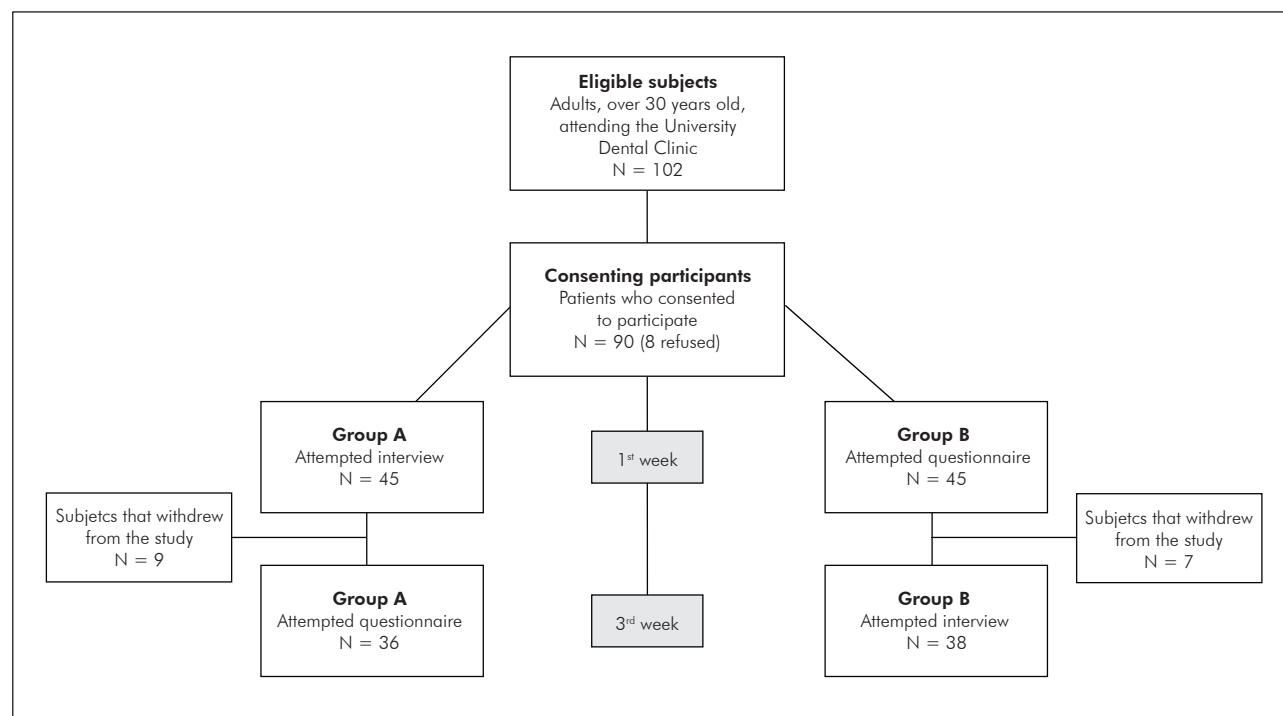 Eligible subjects
Adults, over 30 years old,
attending the University
Dental Clinic
N = 102
Consenting participants
Patients who consented
to participate
N = 90 (8 refused)
Group A
Attempted interview
N = 45
1st week
Group B
Attempted questionnaire
N = 45
Subjetcs that withdrew
from the study
N = 9
Subjetcs that withdrew
from the study
N = 7
Group A
Attempted questionnaire
N = 36
3rd week
Group B
Attempted interview
N = 38